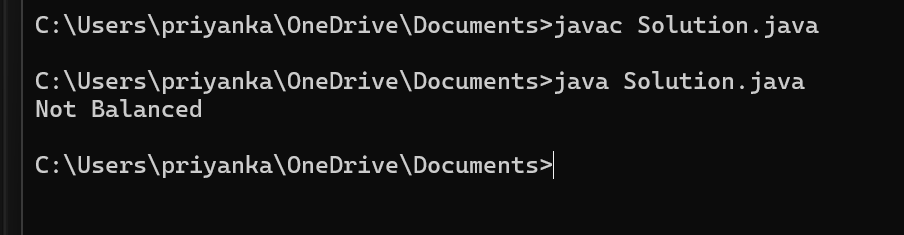 C:\Users\priyanka\OneDrive\Documents>javac Solution.java
C:\Users\priyanka\OneDrive\Documents>java Solution.java
Not Balanced
C:\Users\priyanka\OneDrive\Documents>